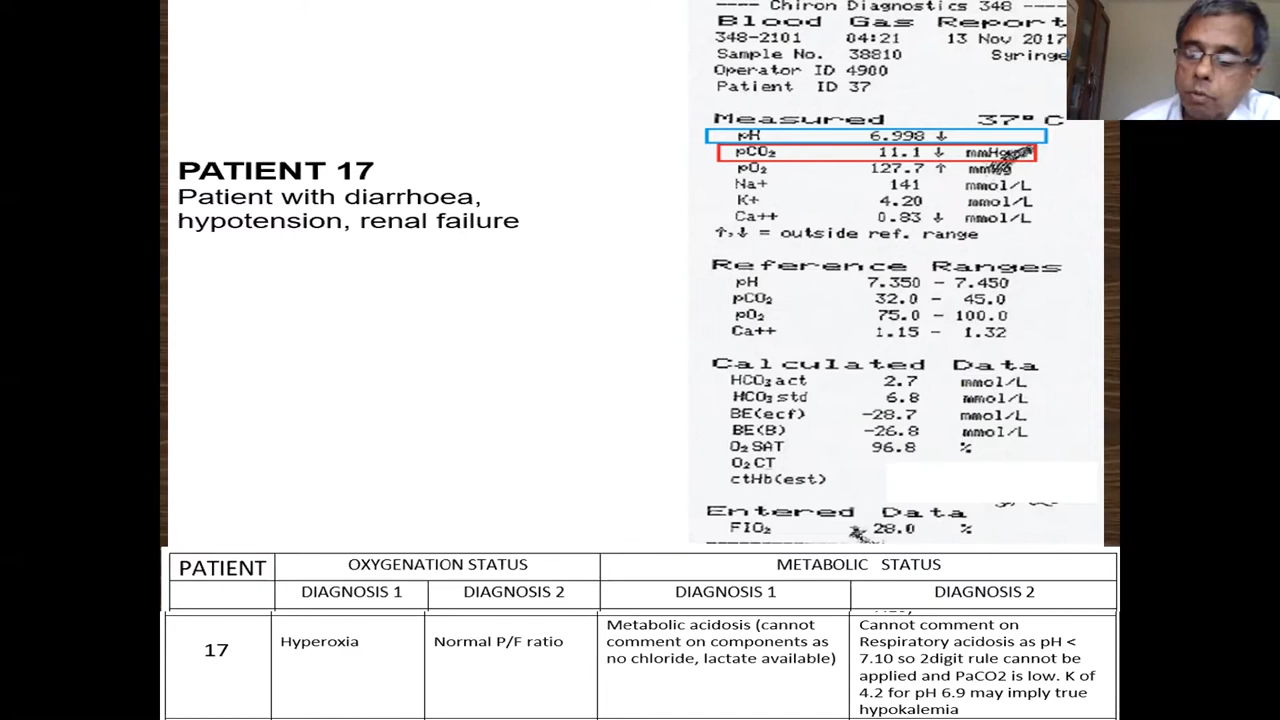 ---- Chiron Diagnostics 348 ----
Blood Gas Report
348-2101 04:21 13 Nov 2017
Sample No. 38810 Syringe
Operator ID 4900
Patient ID 37
Measured 37°C
pH 6.998 ↓
pCO₂ 11.1 ↓
pO₂ 127.7 ↑ mmHg
Na+ 141 mmol/L
K+ 4.20 mmol/L
Ca++ 0.83 ↓ mmol/L
↑,↓ = outside ref. range
PATIENT 17
Patient with diarrhoea,
hypotension, renal failure
Reference Ranges
pH 7.350 - 7.450
pCO₂ 32.0 - 45.0
pO₂ 75.0 - 100.0
Ca++ 1.15 - 1.32
Calculated Data
HCO₃act 2.7 mmol/L
HCO₃std 6.8 mmol/L
BE(ecf) -28.7 mmol/L
BE(B) -26.8 mmol/L
O₂SAT 96.8 %
O₂CT
ctHb(est)
Entered Data
FIO₂ 28.0 %
PATIENT OXYGENATION STATUS METABOLIC STATUS
DIAGNOSIS 1 DIAGNOSIS 2 DIAGNOSIS 1 DIAGNOSIS 2
17
Hyperoxia
Normal P/F ratio
Metabolic acidosis (cannot
comment on components as
no chloride, lactate available)
Cannot comment on
Respiratory acidosis as pH <
7.10 so 2digit rule cannot be
applied and PaCO2 is low. K of
4.2 for pH 6.9 may imply true
hypokalemia